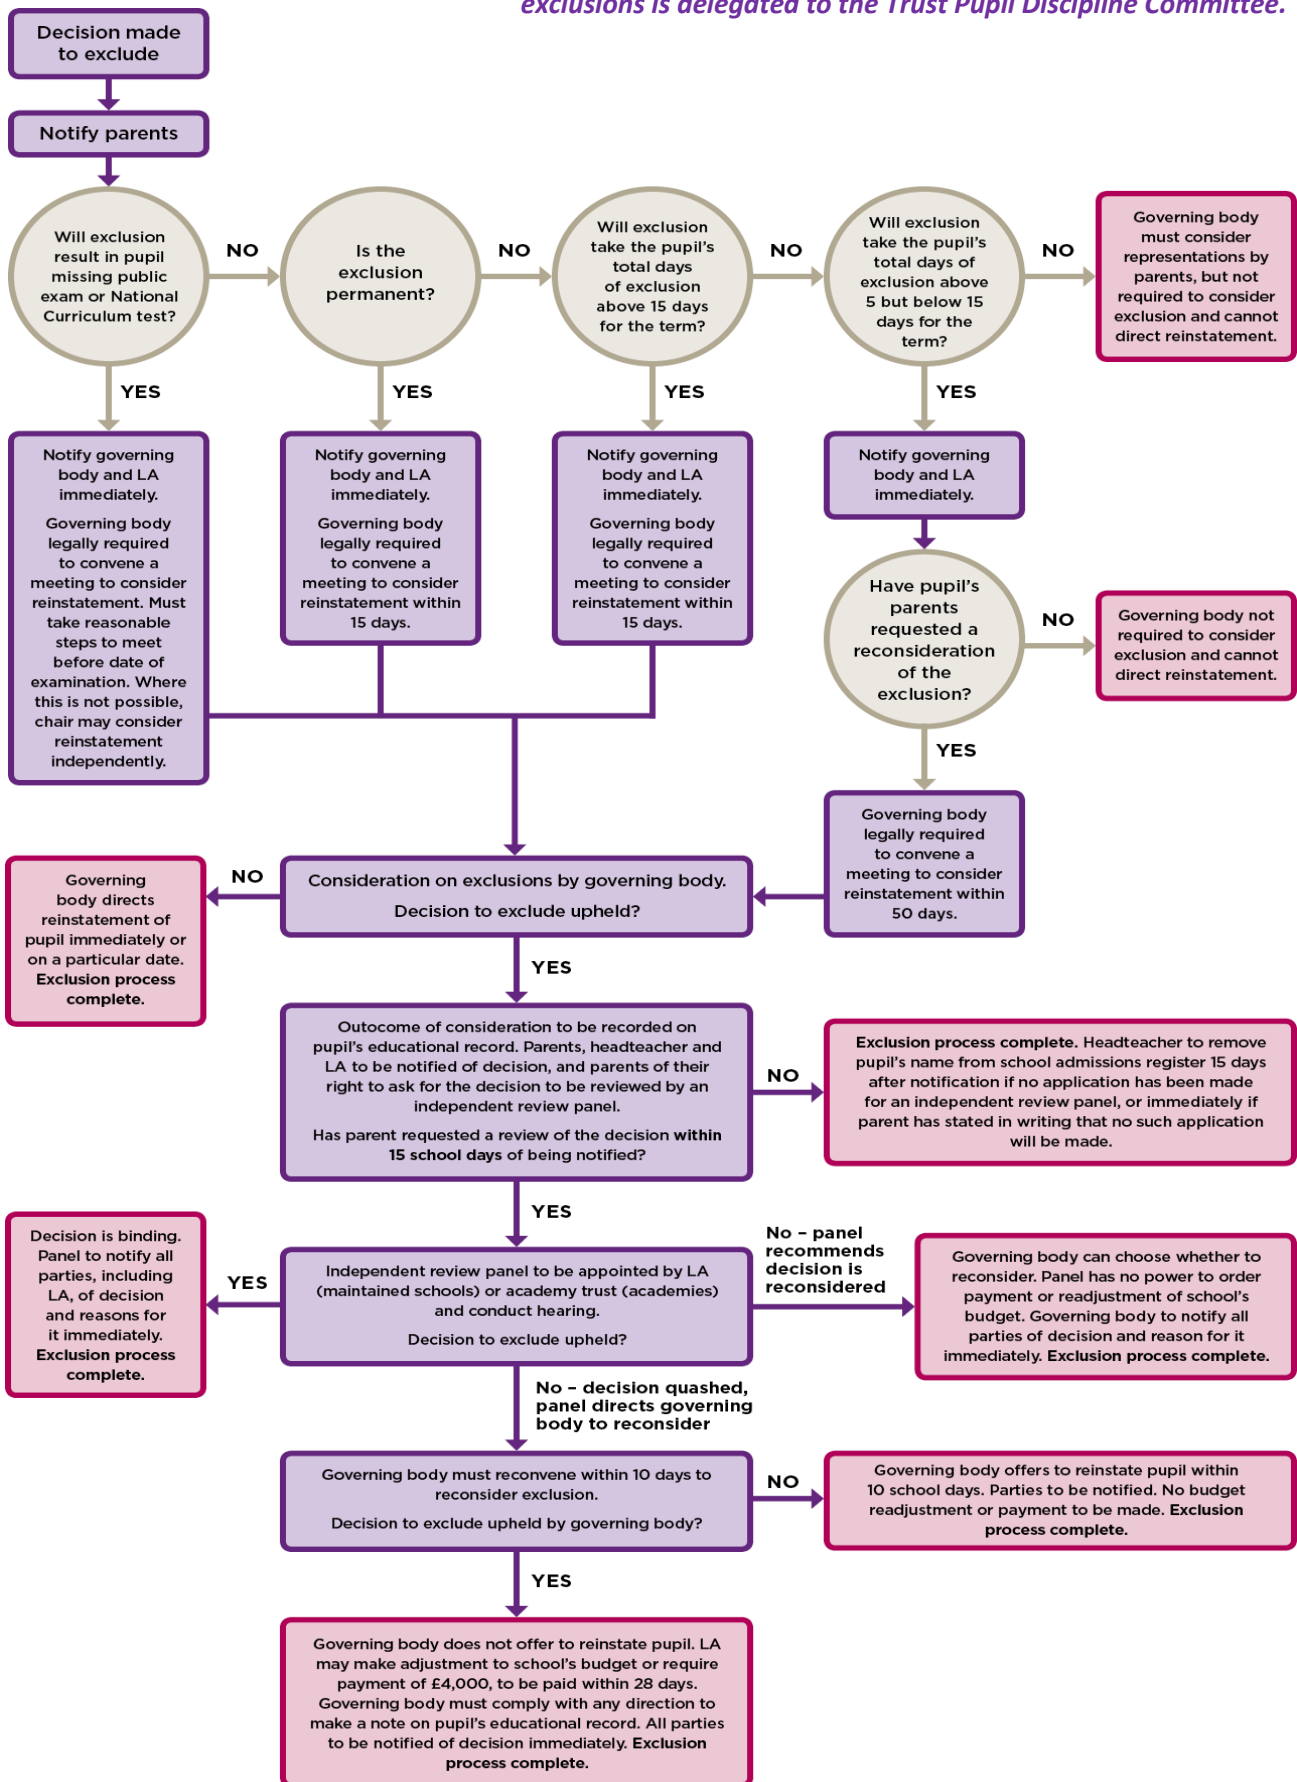 exclusions is delegated to the Trust Pupil Discipline Committee.
Decision made
to exclude
Notify parents
Will exclusion
result in pupil
missing public
exam or National
Curriculum test?
NO
Is the
exclusion
permanent?
NO
Will exclusion
take the pupil's
total days
of exclusion
above 15 days
for the term?
NO
Will exclusion
take the pupil's
total days of
exclusion above
5 but below 15
days for the
term?
NO
Governing body
must consider
representations by
parents, but not
required to consider
exclusion and cannot
direct reinstatement.
YES
YES
YES
YES
Notify governing
body and LA
immediately.
Governing body
legally required
to convene a
meeting to consider
reinstatement. Must
take reasonable
steps to meet
before date of
examination. Where
this is not possible,
chair may consider
reinstatement
independently.
Notify governing
body and LA
immediately.
Governing body
legally required
to convene a
meeting to consider
reinstatement within
15 days.
Notify governing
body and LA
immediately.
Governing body
legally required
to convene a
meeting to consider
reinstatement within
15 days.
Notify governing
body and LA
immediately.
Have pupil's
parents
requested a
reconsideration
of the
exclusion?
NO
Governing body not
required to consider
exclusion and cannot
direct reinstatement.
YES
Governing body
legally required
to convene a
meeting to consider
reinstatement within
50 days.
Consideration on exclusions by governing body.
Decision to exclude upheld?
NO
Governing
body directs
reinstatement of
pupil immediately or
on a particular date.
Exclusion process
complete.
YES
Outocome of consideration to be recorded on
pupil's educational record. Parents, headteacher and
LA to be notified of decision, and parents of their
right to ask for the decision to be reviewed by an
independent review panel.
Has parent requested a review of the decision within
15 school days of being notified?
NO
Exclusion process complete. Headteacher to remove
pupil's name from school admissions register 15 days
after notification if no application has been made
for an independent review panel, or immediately if
parent has stated in writing that no such application
will be made.
YES
Independent review panel to be appointed by LA
(maintained schools) or academy trust (academies)
and conduct hearing.
Decision to exclude upheld?
YES
Decision is binding.
Panel to notify all
parties, including
LA, of decision
and reasons for
it immediately.
Exclusion process
complete.
No – panel
recommends
decision is
reconsidered
Governing body can choose whether to
reconsider. Panel has no power to order
payment or readjustment of school's
budget. Governing body to notify all
parties of decision and reason for it
immediately. Exclusion process complete.
No – decision quashed,
panel directs governing
body to reconsider
Governing body must reconvene within 10 days to
reconsider exclusion.
Decision to exclude upheld by governing body?
NO
Governing body offers to reinstate pupil within
10 school days. Parties to be notified. No budget
readjustment or payment to be made. Exclusion
process complete.
YES
Governing body does not offer to reinstate pupil. LA
may make adjustment to school's budget or require
payment of £4,000, to be paid within 28 days.
Governing body must comply with any direction to
make a note on pupil's educational record. All parties
to be notified of decision immediately. Exclusion
process complete.